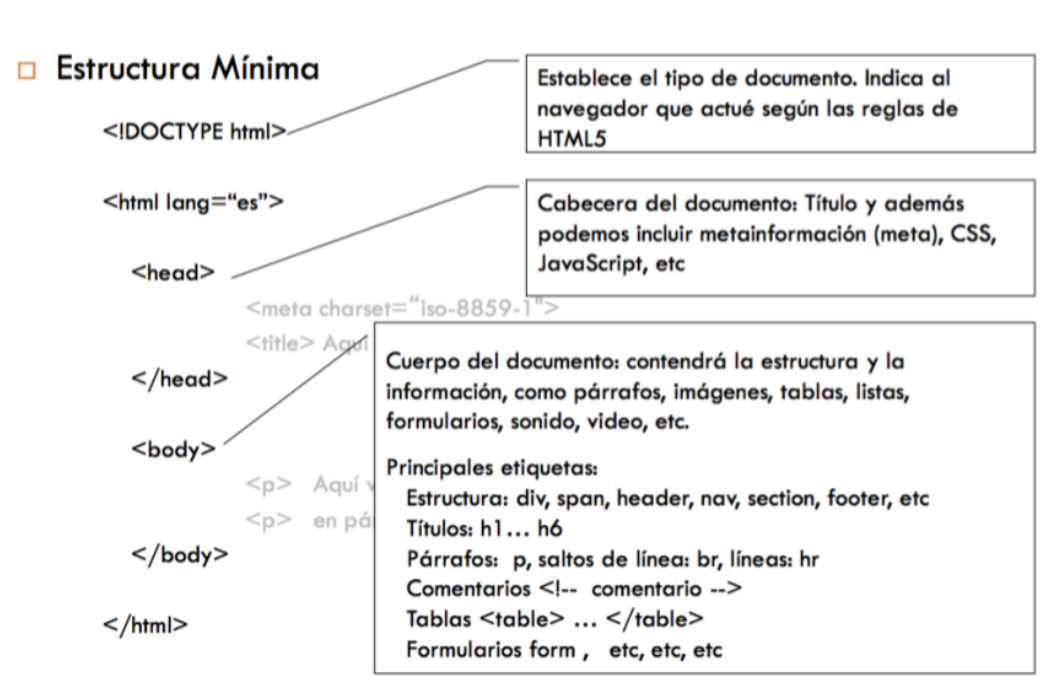 Estructura Mínima
Establece el tipo de documento. Indica al
navegador que actué según las reglas de
HTML5
<!DOCTYPE html>
<html lang="es">
Cabecera del documento: Título y además
podemos incluir metainformación (meta), CSS,
JavaScript, etc
<head>
<meta charset="iso-8859-1">
<title> Aquí
</head>
Cuerpo del documento: contendrá la estructura y la
información, como párrafos, imágenes, tablas, listas,
formularios, sonido, video, etc.
<body>
Principales etiquetas:
Estructura: div, span, header, nav, section, footer, etc
Títulos: h1... h6
Párrafos: p, saltos de línea: br, líneas: hr
Comentarios <!-- comentario -->
Tablas <table> ... </table>
Formularios form , etc, etc, etc
<p> Aquí
<p> en
</body>
</html>